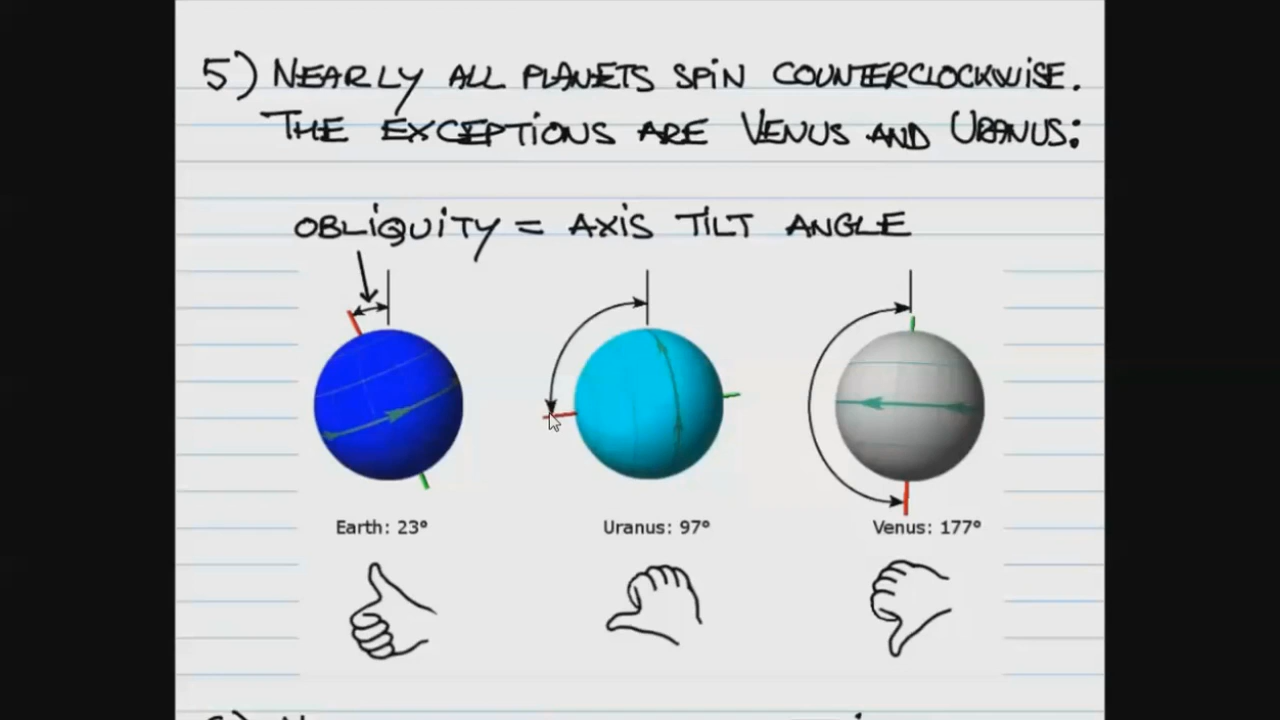 5) NEARLY ALL PLANETS SPIN COUNTERCLOCKWISE.
THE EXCEPTIONS ARE VENUS AND URANUS:
OBLIQUITY = AXIS TILT ANGLE
Earth: 23°
Uranus: 97°
Venus: 177°